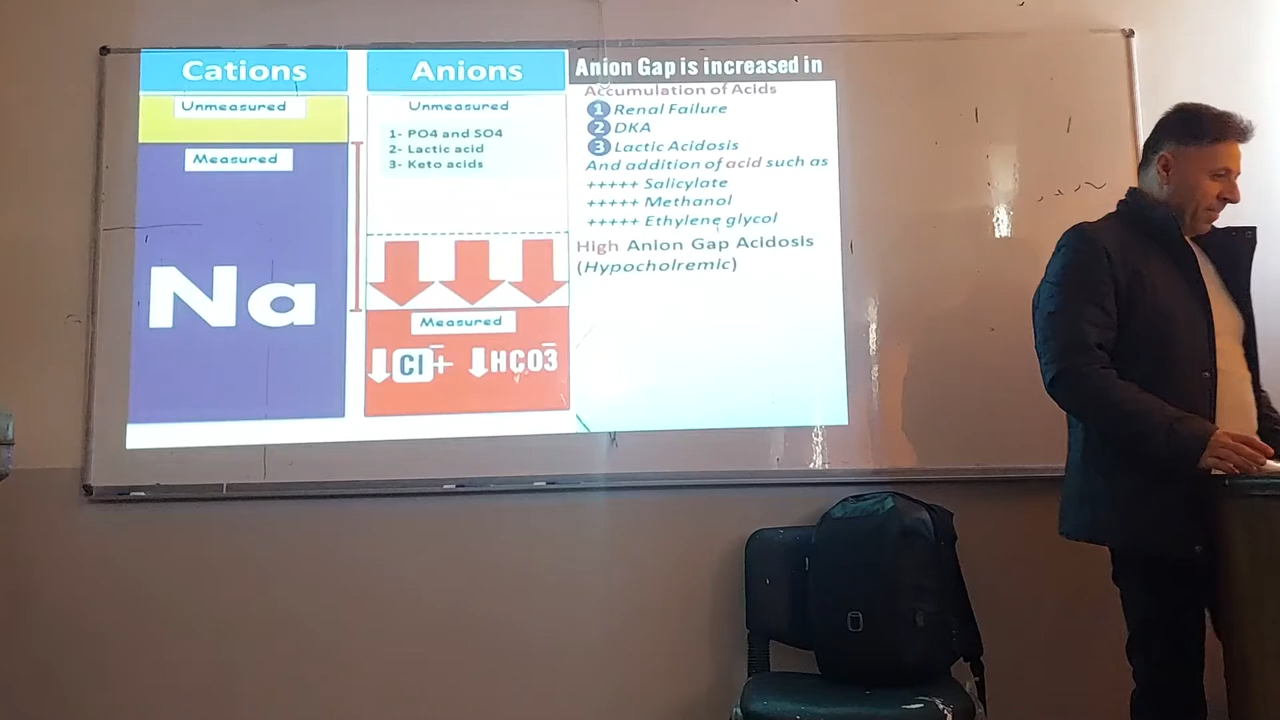 Cations
Unmeasured
Measured
Na
Anions
Unmeasured
1- PO4 and SO4
2- Lactic acid
3- Keto acids
Measured
Cl- + HCO3-
Anion Gap is increased in
Accumulation of Acids
1 Renal Failure
2 DKA
3 Lactic Acidosis
And addition of acid such as
+++++ Salicylate
+++++ Methanol
+++++ Ethylene glycol
High Anion Gap Acidosis
(Hypocholremic)